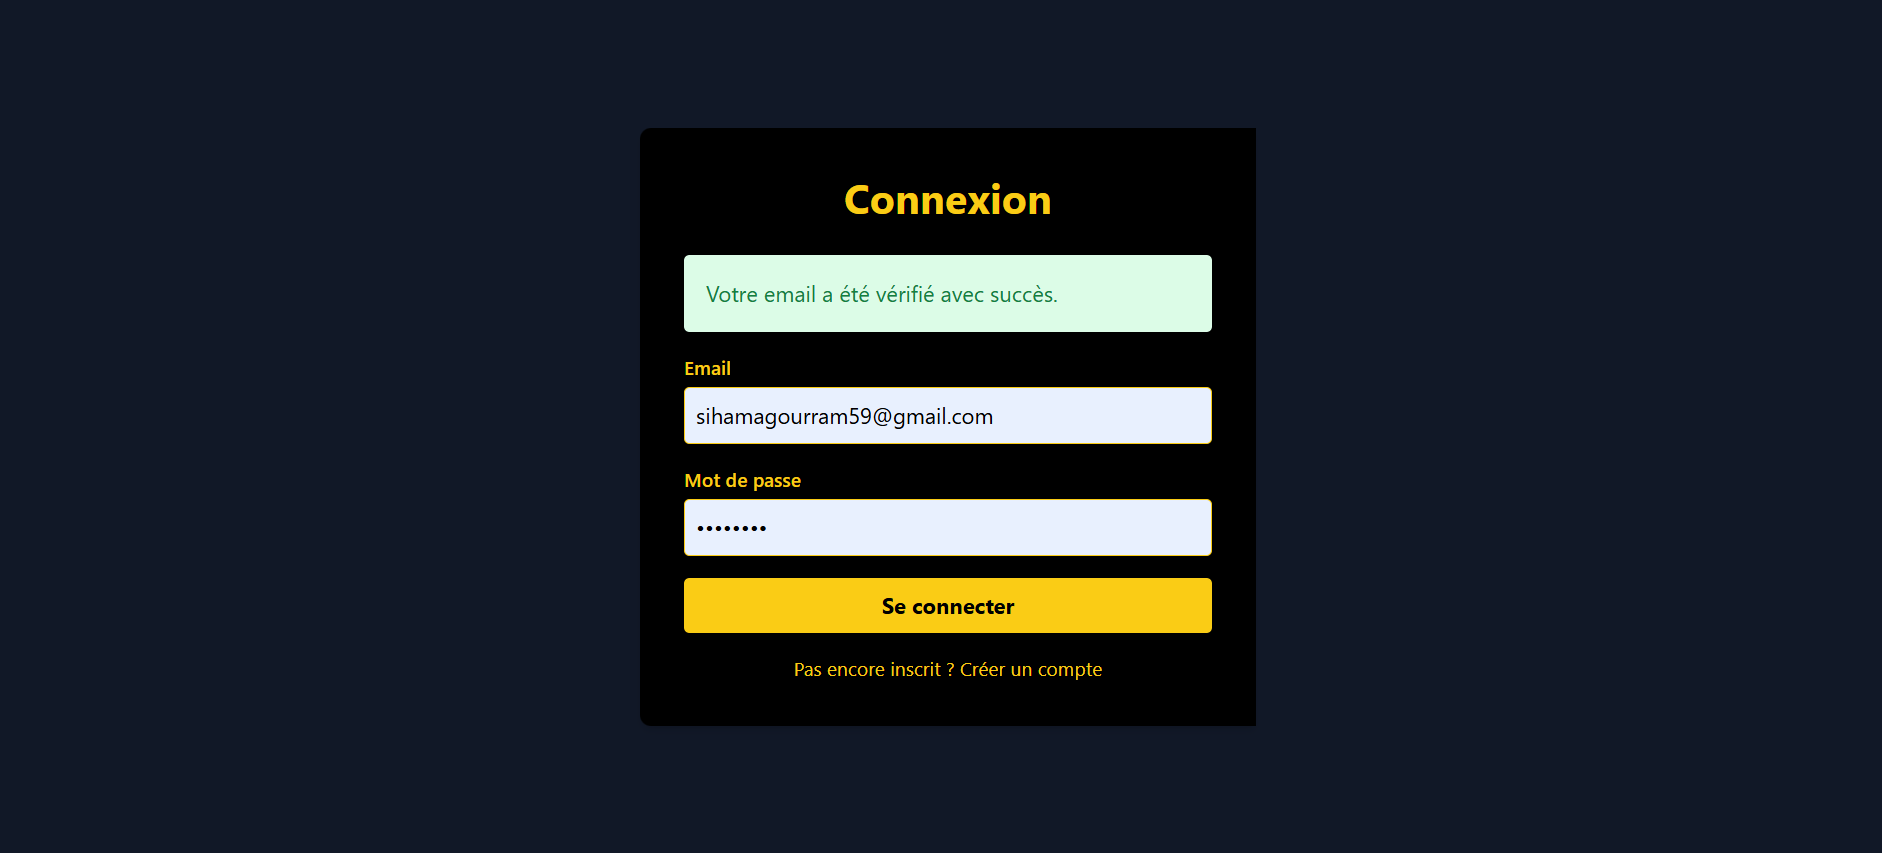 Connexion
Votre email a été vérifié avec succès.
Email
sihamagourram59@gmail.com
Mot de passe
••••••••
Se connecter
Pas encore inscrit ? Créer un compte